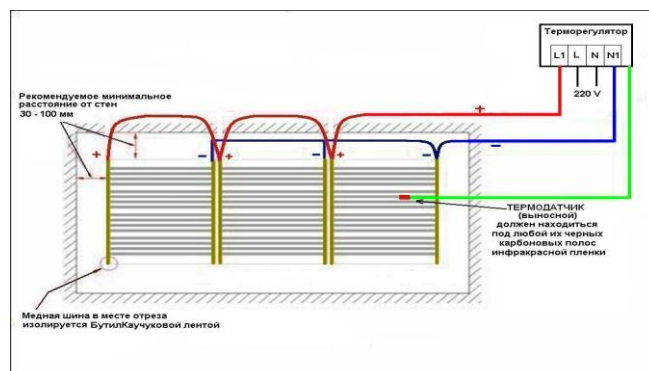 Терморегулятор
L1 L N N1
220 V
Рекомендуемое минимальное
расстояние от стен
30 - 100 мм
+
–
+ – + – + –
ТЕРМОДАТЧИК
(выносной)
должен находиться
под любой их черных
карбоновых полос
инфракрасной пленки
Медная шина в месте отреза
изолируется БутилКаучуковой лентой